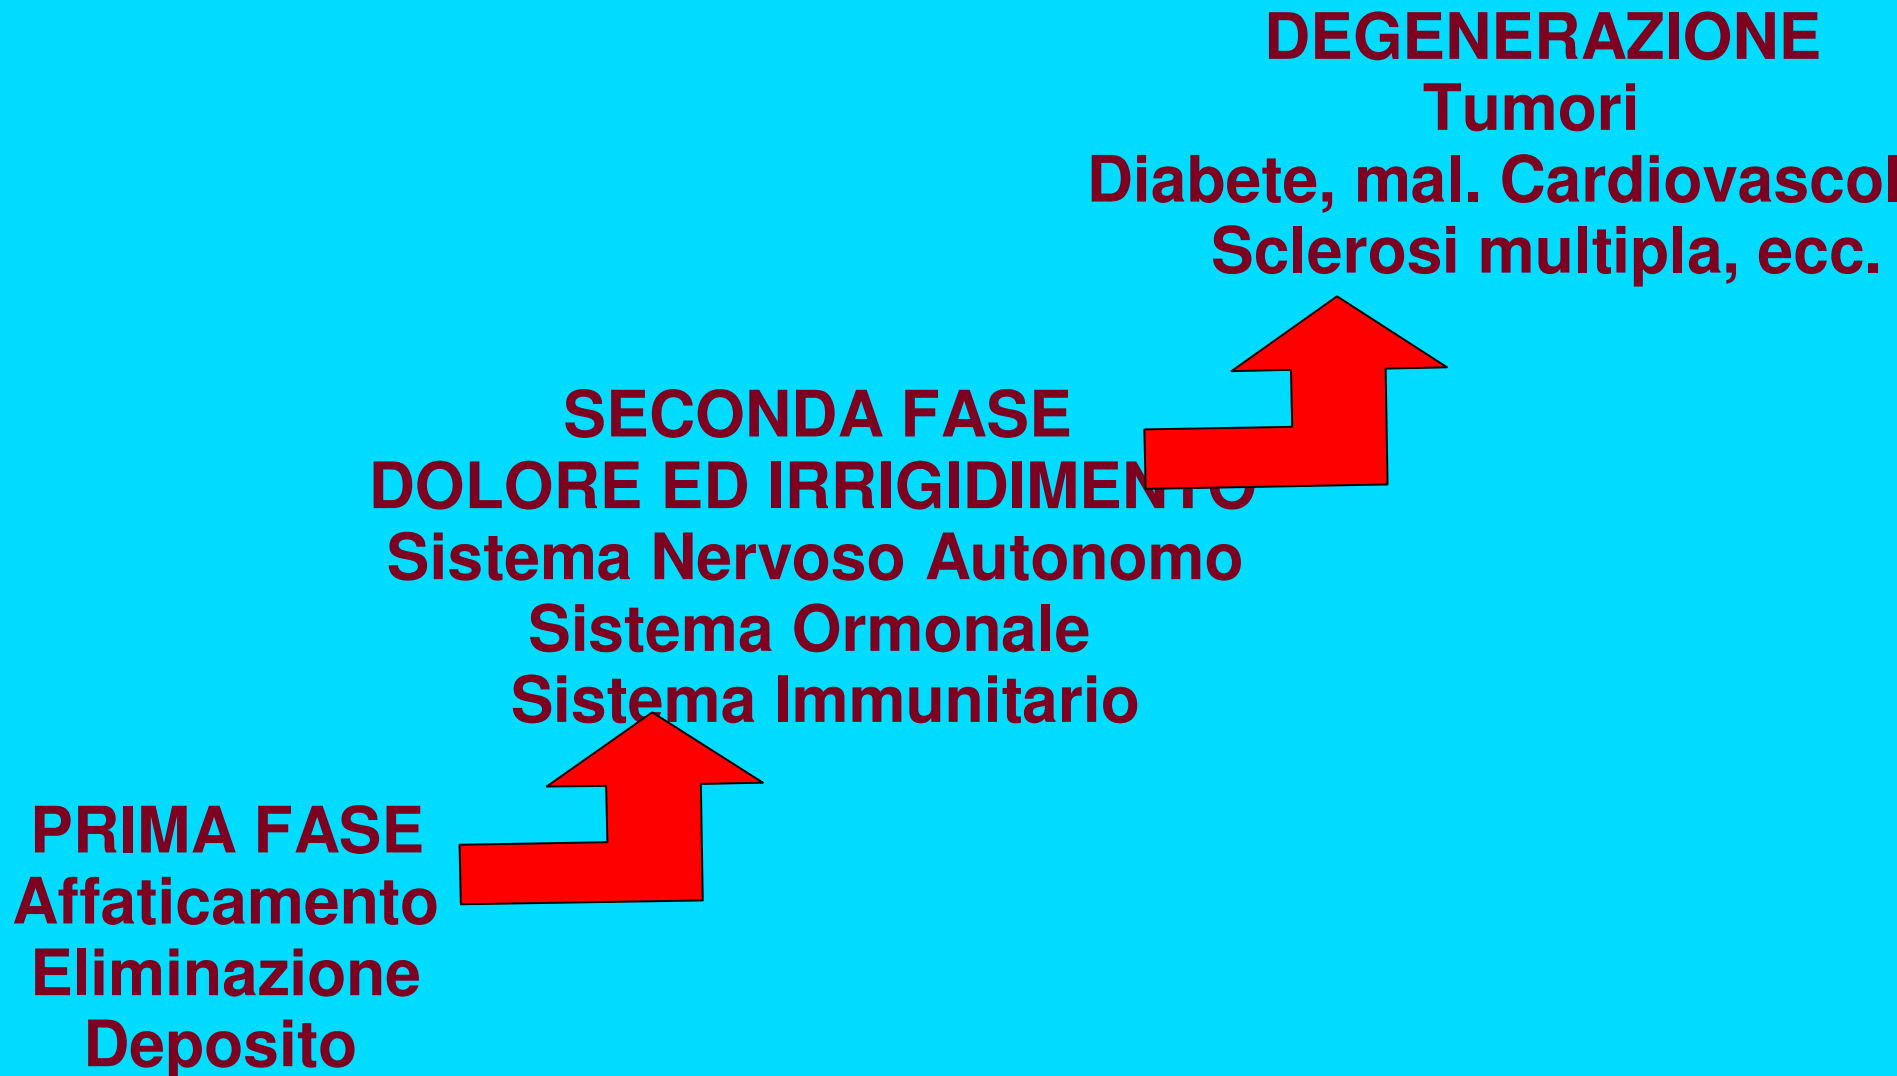 DEGENERAZIONE
Tumori
Diabete, mal. Cardiovascol
Sclerosi multipla, ecc.
SECONDA FASE
DOLORE ED IRRIGIDIMENTO
Sistema Nervoso Autonomo
Sistema Ormonale
Sistema Immunitario
PRIMA FASE
Affaticamento
Eliminazione
Deposito